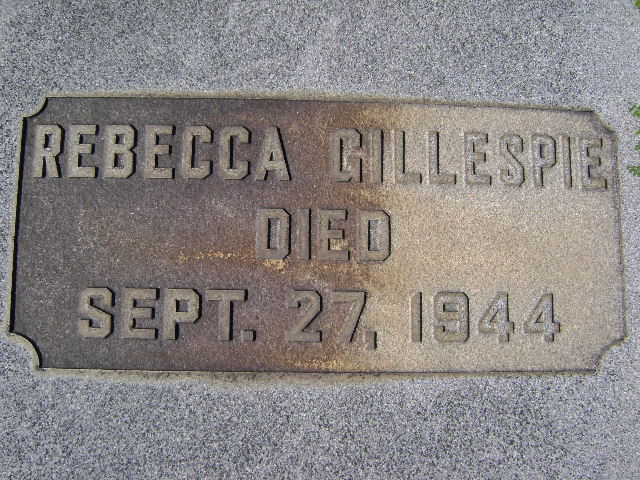 REBECCA GILLESPIE
DIED
SEPT. 27, 1944